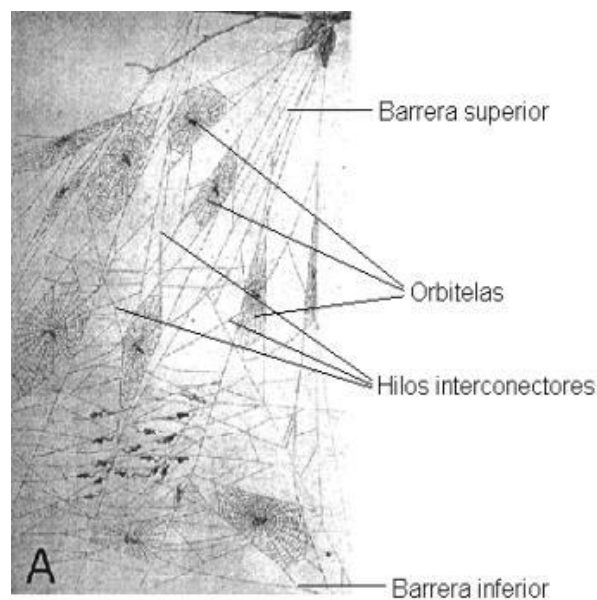 Barrera superior
Orbitelas
Hilos interconectores
A
Barrera inferior